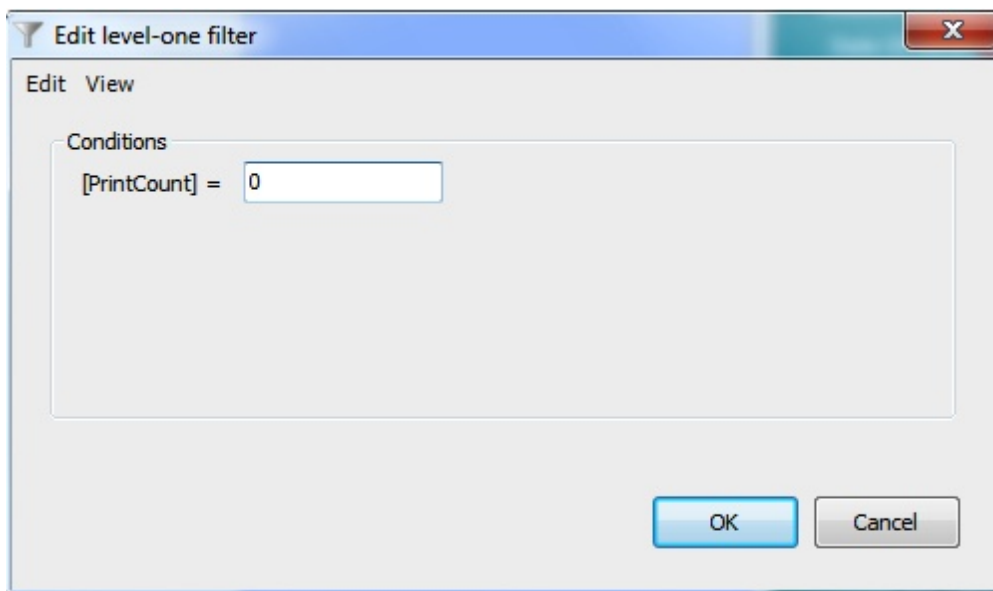 Edit level-one filter
Edit View
Conditions
[PrintCount] = 0
OK Cancel